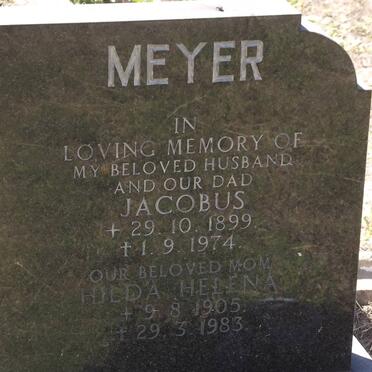 MEYER
IN
LOVING MEMORY OF
MY BELOVED HUSBAND
AND OUR DAD
JACOBUS
+ 29. 10. 1899.
† 1. 9. 1974.
OUR BELOVED MOM
HILDA HELENA
+ 9. 8. 1905
† 29. 3. 1983